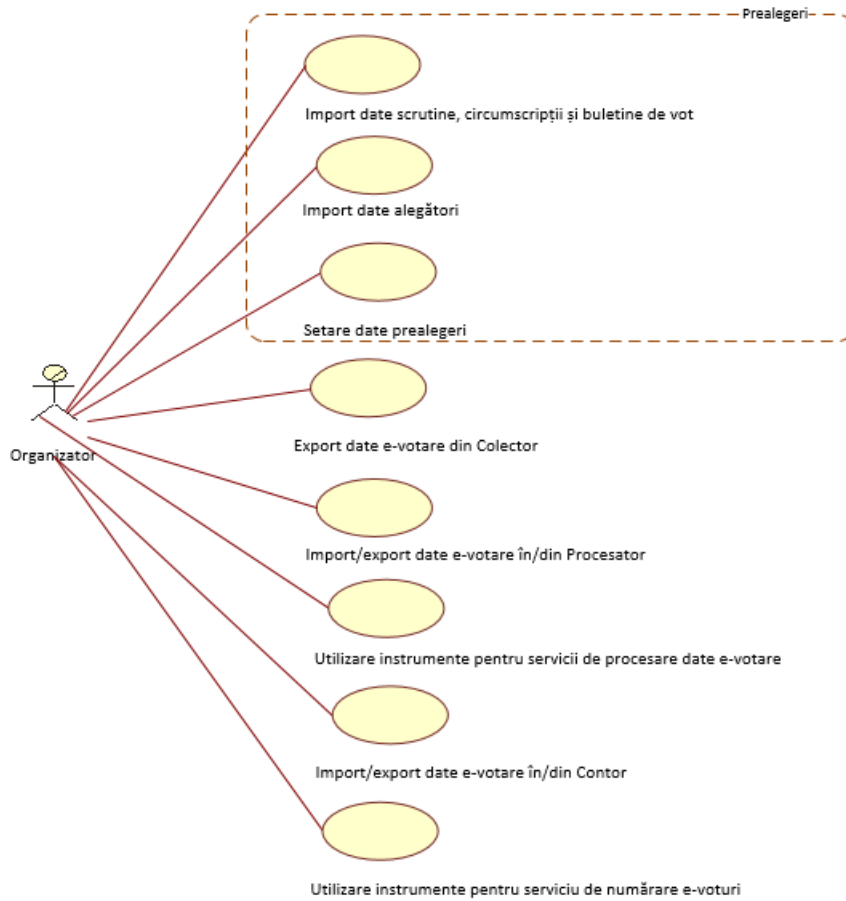 Prealegeri
Import date scrutine, circumscripții și buletine de vot
Import date alegători
Setare date prealegeri
Organizator
Export date e-votare din Colector
Import/export date e-votare în/din Procesator
Utilizare instrumente pentru servicii de procesare date e-votare
Import/export date e-votare în/din Contor
Utilizare instrumente pentru serviciu de numărare e-voturi